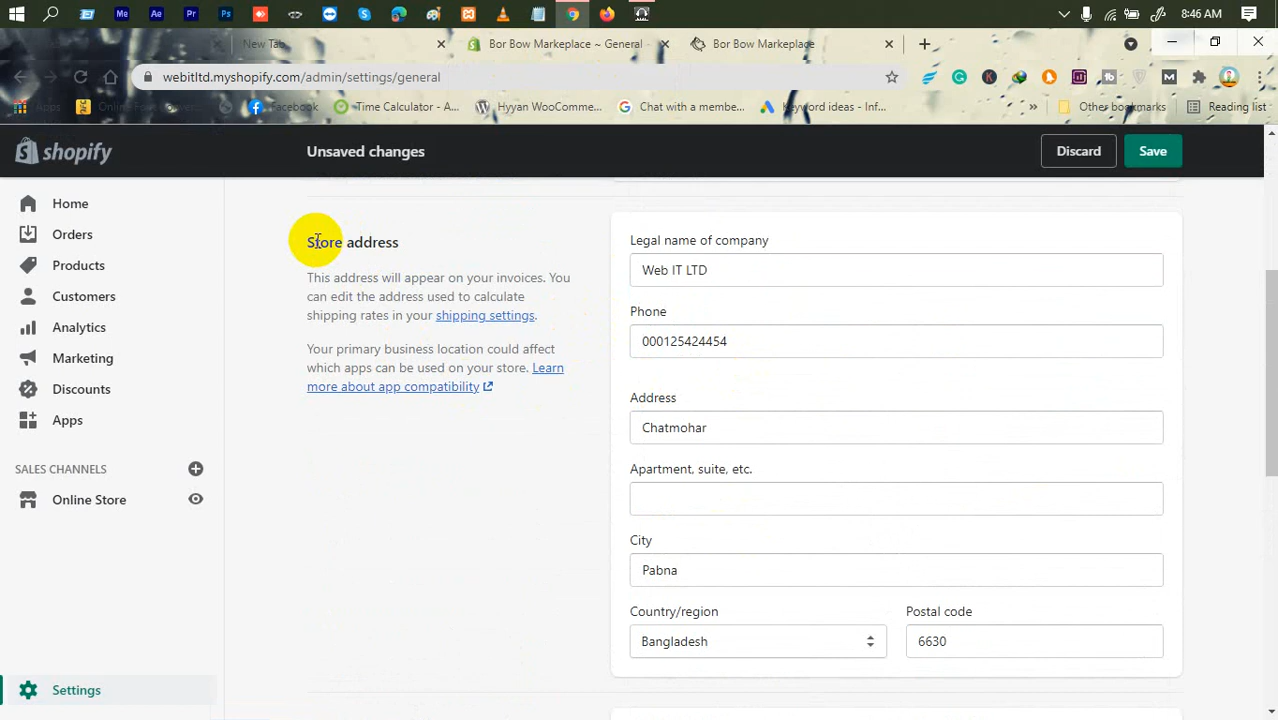 8:46 AM
New Tab
Bor Bow Markeplace ~ General
Bor Bow Markeplace
webitltd.myshopify.com/admin/settings/general
Apps
Facebook
Time Calculator - A...
Hyyan WooComme...
Chat with a membe...
Keyword ideas - Inf...
»
Other bookmarks
Reading list
shopify
Unsaved changes
Discard
Save
Home
Orders
Products
Customers
Analytics
Marketing
Discounts
Apps
SALES CHANNELS
Online Store
Settings
Store address
This address will appear on your invoices. You
can edit the address used to calculate
shipping rates in your shipping settings.
Your primary business location could affect
which apps can be used on your store. Learn
more about app compatibility
Legal name of company
Web IT LTD
Phone
000125424454
Address
Chatmohar
Apartment, suite, etc.
City
Pabna
Country/region
Postal code
Bangladesh
6630